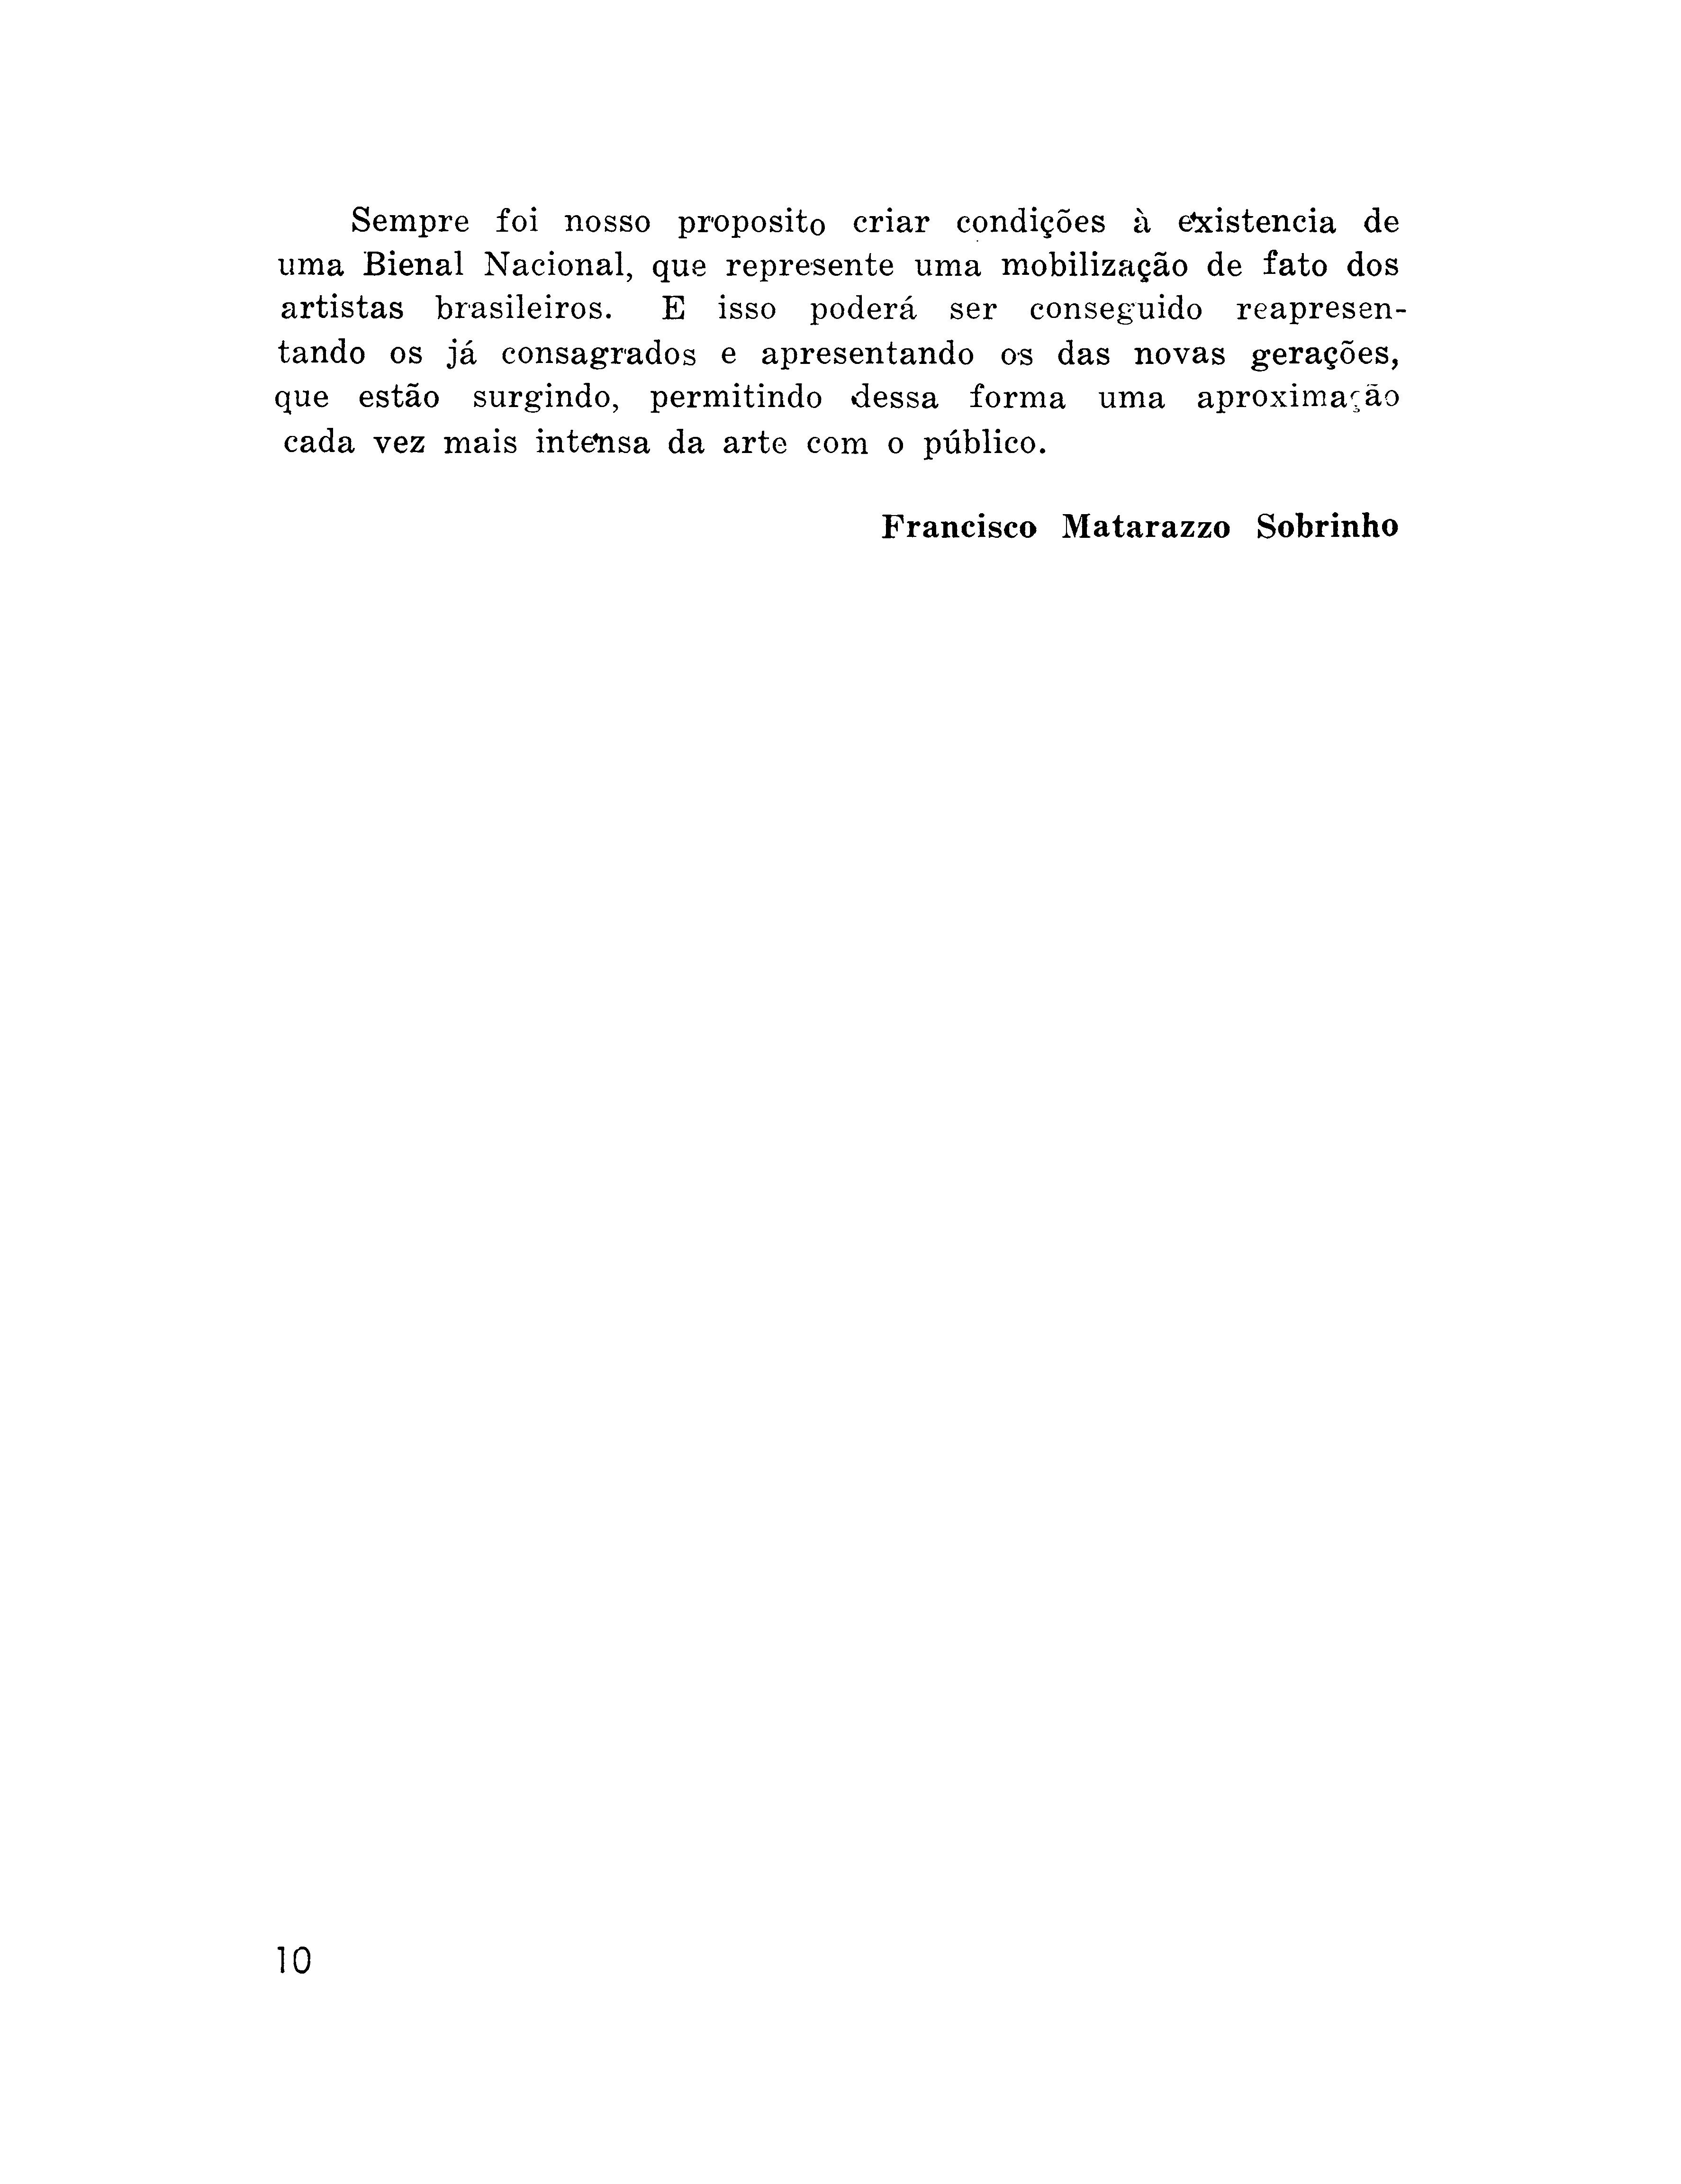 Sempre foi nosso proposito criar condições à existencia de
uma Bienal Nacional, que represente uma mobilização de fato dos
artistas brasileiros. E isso poderá ser conseguido reapresen-
tando os já consagrados e apresentando os das novas gerações,
que estão surgindo, permitindo dessa forma uma aproximação
cada vez mais intensa da arte com o público.
Francisco Matarazzo Sobrinho
10